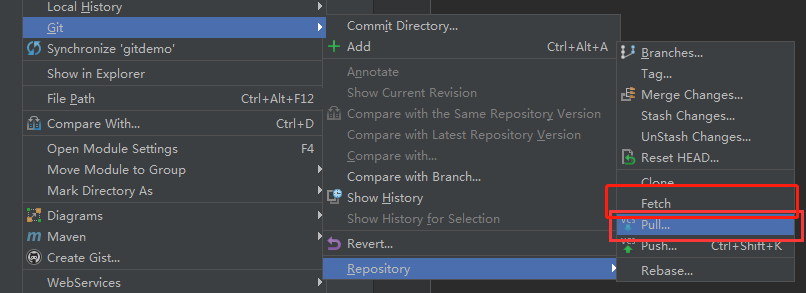 Local History
Git
Synchronize 'gitdemo'
Show in Explorer
File Path Ctrl+Alt+F12
Compare With... Ctrl+D
Open Module Settings F4
Move Module to Group
Mark Directory As
Diagrams
Maven
Create Gist...
WebServices
Commit Directory...
Add Ctrl+Alt+A
Annotate
Show Current Revision
Compare with the Same Repository Version
Compare with Latest Repository Version
Compare with...
Compare with Branch...
Show History
Show History for Selection
Revert...
Repository
Branches...
Tag...
Merge Changes...
Stash Changes...
UnStash Changes...
Reset HEAD...
Clone...
Fetch
VCS Pull...
VCS Push... Ctrl+Shift+K
Rebase...